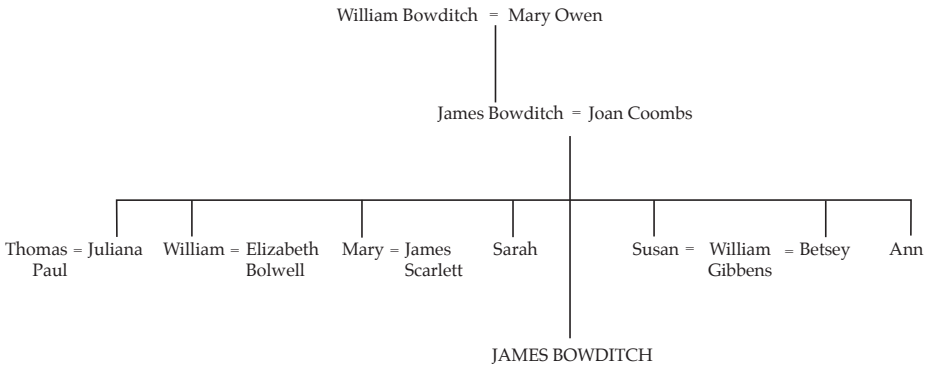 William Bowditch = Mary Owen
James Bowditch = Joan Coombs
Thomas = Juliana William = Elizabeth Mary = James Sarah Susan = William = Betsey Ann
Paul Bolwell Scarlett Gibbens
JAMES BOWDITCH